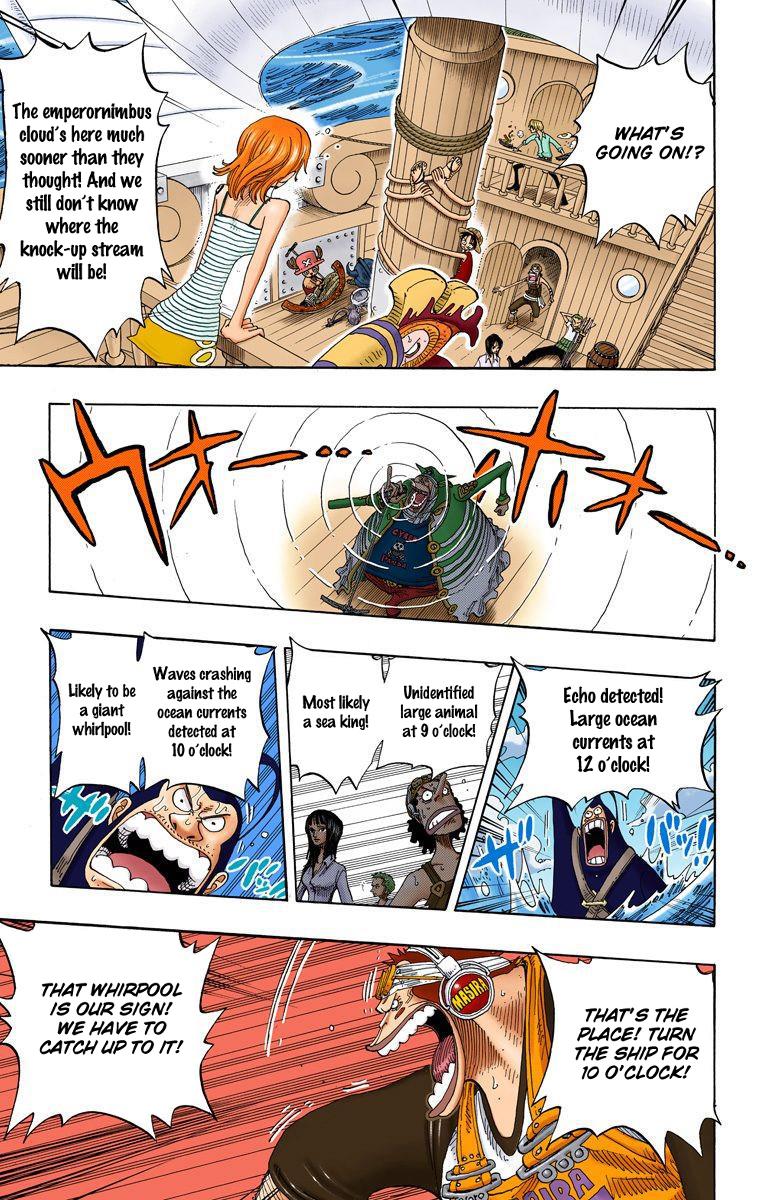 WHAT'S
GOING ON!?
The emperornimbus
cloud's here much
sooner than they
thought! And we
still don't know
where the
knock-up stream
will be!
ウオー…
ホオー…
CYBER
PANDA
Echo detected!
Large ocean
currents at
12 o'clock!
Unidentified
large animal
at 9 o'clock!
Most likely
a sea king!
Waves crashing
against the
ocean currents
detected at
10 o'clock!
Likely to be
a giant
whirlpool!
MASIRA
THAT'S THE
PLACE! TURN
THE SHIP FOR
10 O'CLOCK!
THAT WHIRPOOL
IS OUR SIGN!
WE HAVE TO
CATCH UP TO IT!